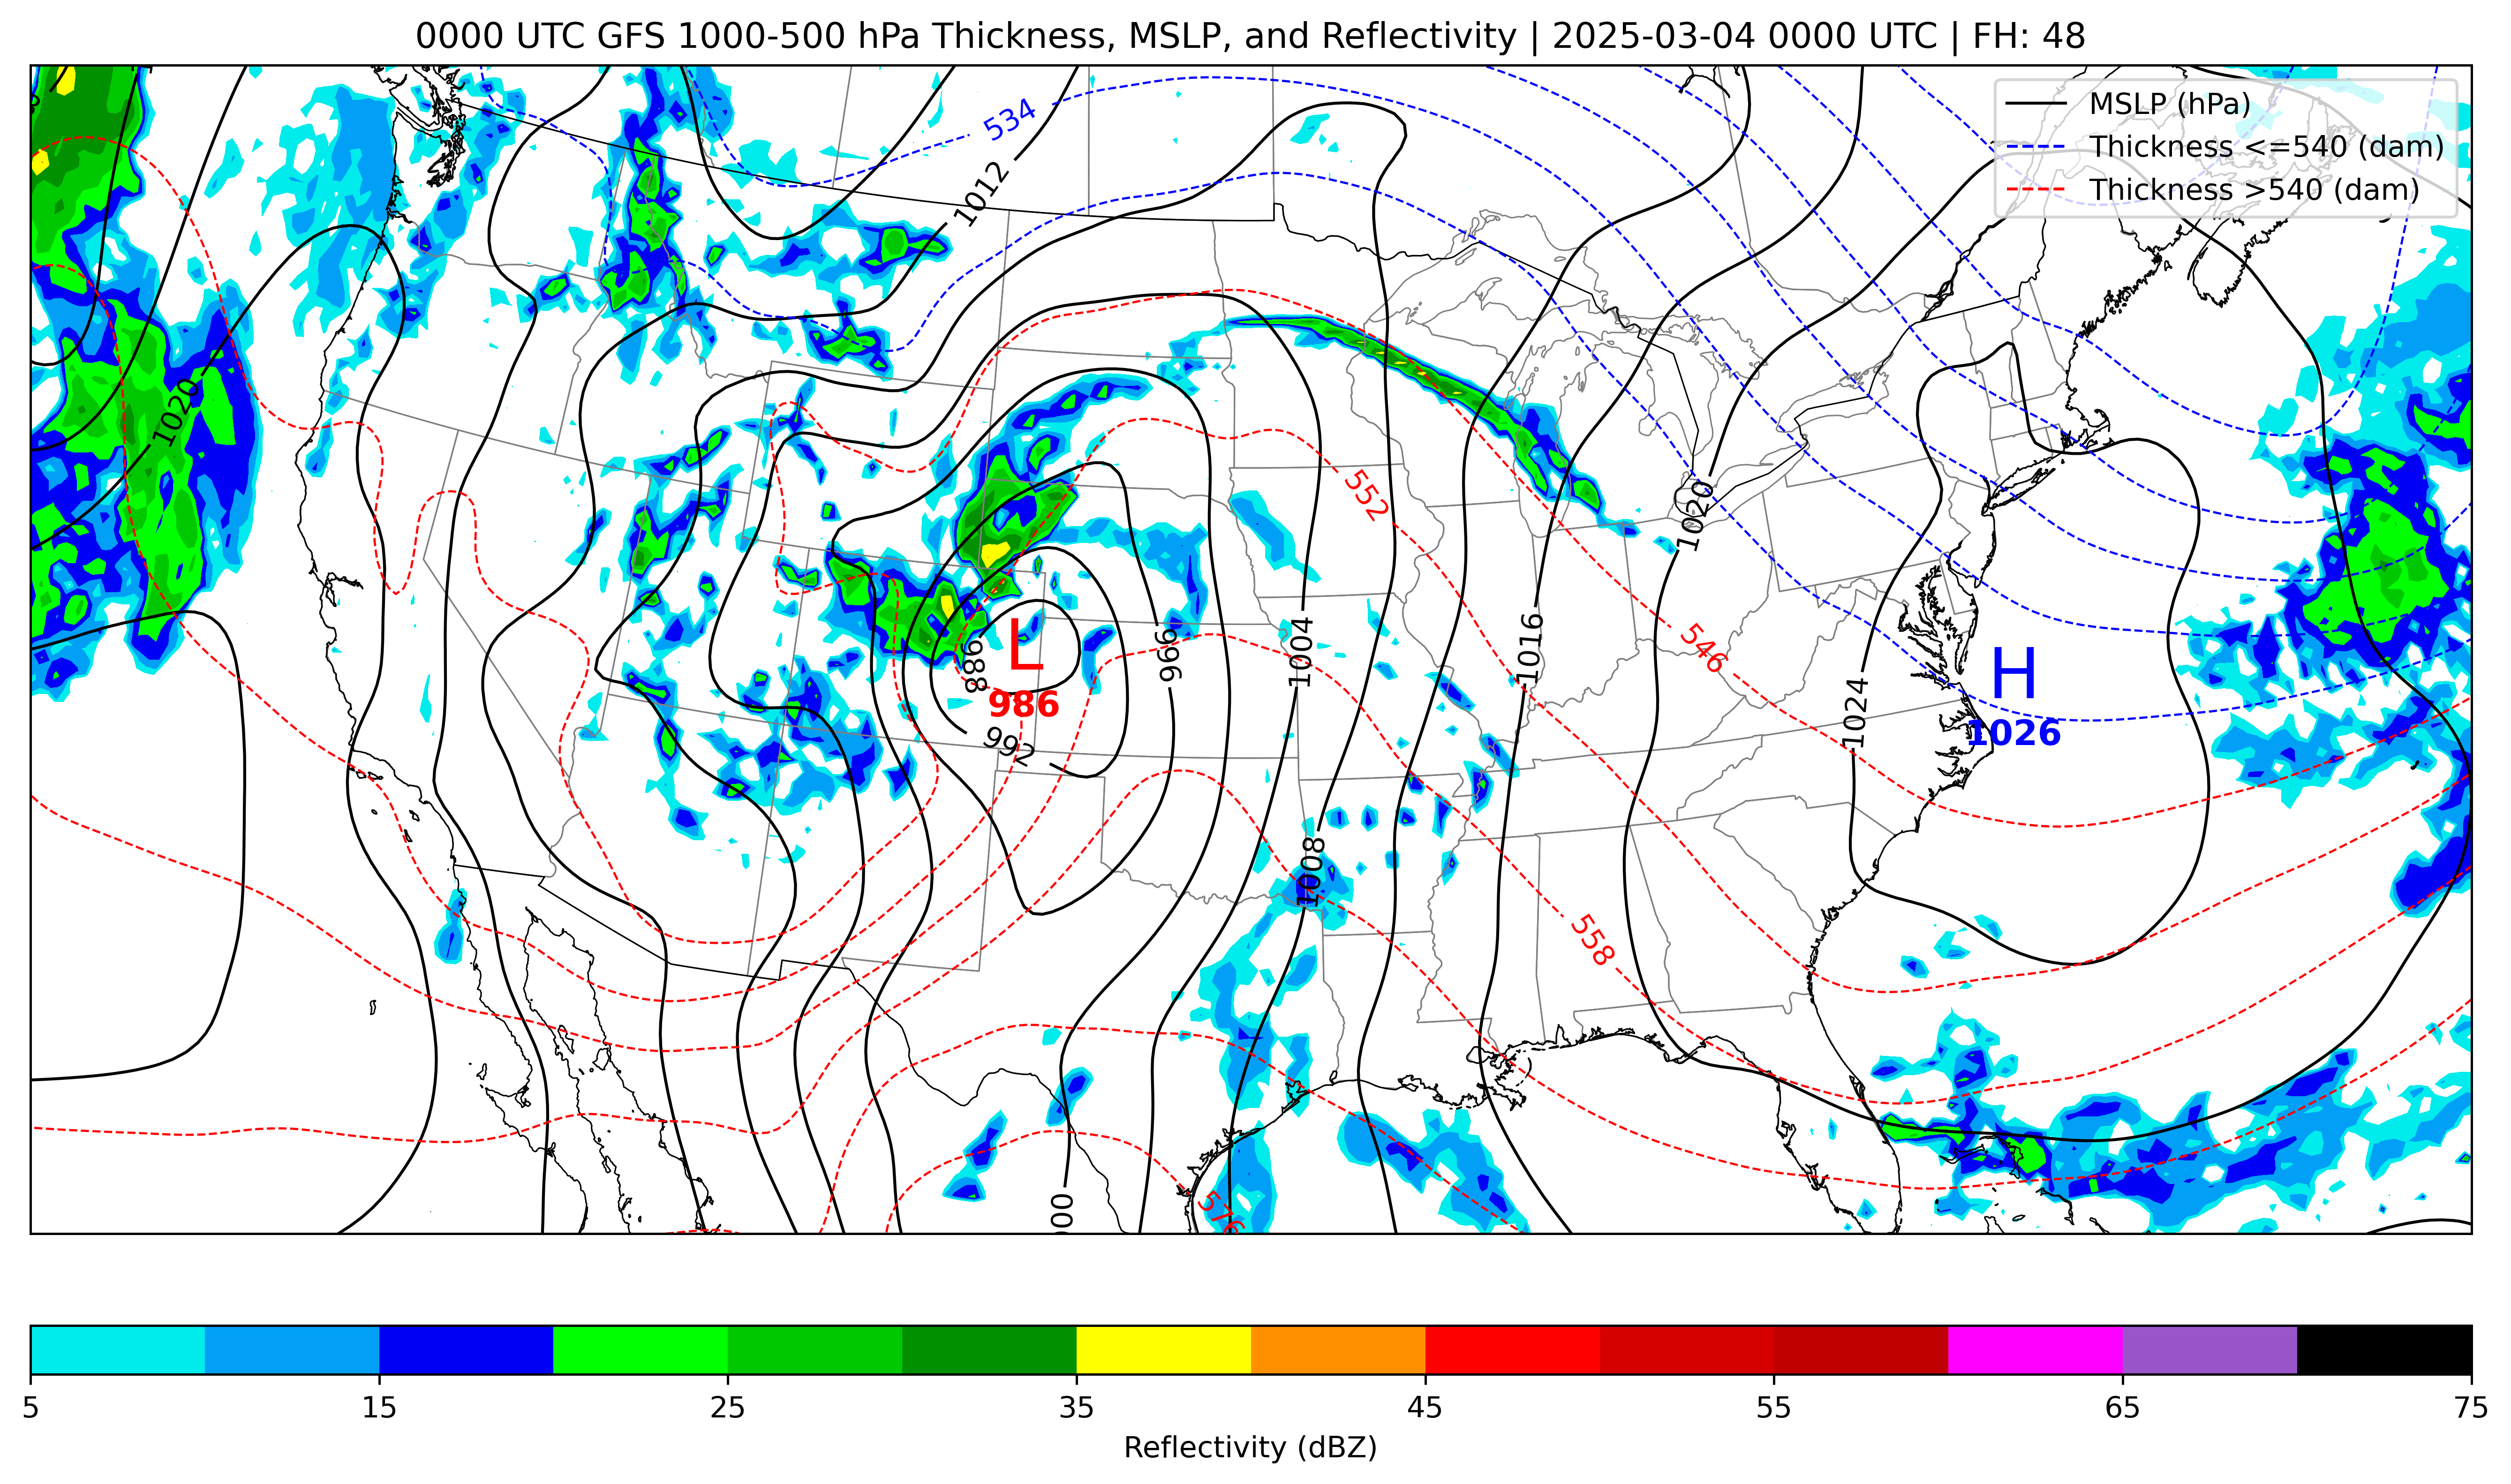 0000 UTC GFS 1000-500 hPa Thickness, MSLP, and Reflectivity | 2025-03-04 0000 UTC | FH: 48
MSLP (hPa)
Thickness <=540 (dam)
Thickness >540 (dam)
534
1012
1020
552
1020
988
L
986
996
1004
1016
546
H
1026
1024
992
1008
558
000
576
5 15 25 35 45 55 65 75
Reflectivity (dBZ)